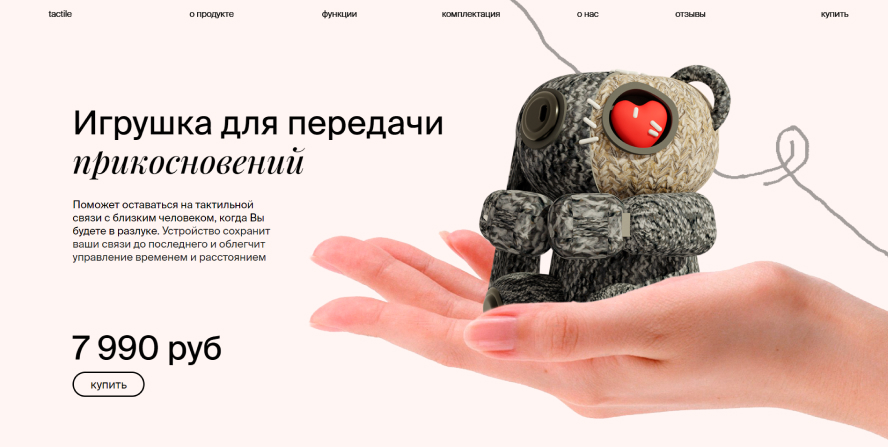 tactile
о продукте
функции
комплектация
о нас
отзывы
купить
Игрушка для передачи
прикосновений
Поможет оставаться на тактильной
связи с близким человеком, когда Вы
будете в разлуке. Устройство сохранит
ваши связи до последнего и облегчит
управление временем и расстоянием
7 990 руб
купить